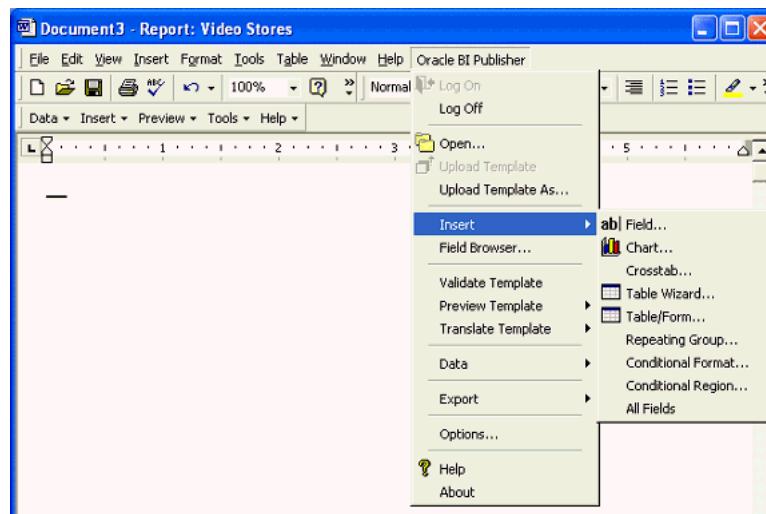 Document3 - Report: Video Stores
File Edit View Insert Format Tools Table Window Help Oracle BI Publisher
100% Normal
Data Insert Preview Tools Help
1 2 3 5
Log On
Log Off
Open...
Upload Template
Upload Template As...
Insert
Field Browser...
Validate Template
Preview Template
Translate Template
Data
Export
Options...
Help
About
ab| Field...
Chart...
Crosstab...
Table Wizard...
Table/Form...
Repeating Group...
Conditional Format...
Conditional Region...
All Fields